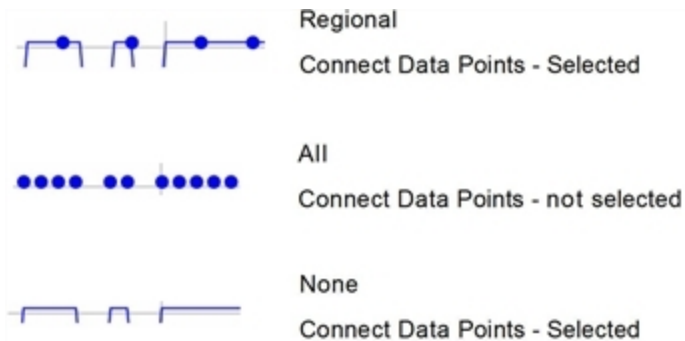 Regional
Connect Data Points - Selected
All
Connect Data Points - not selected
None
Connect Data Points - Selected